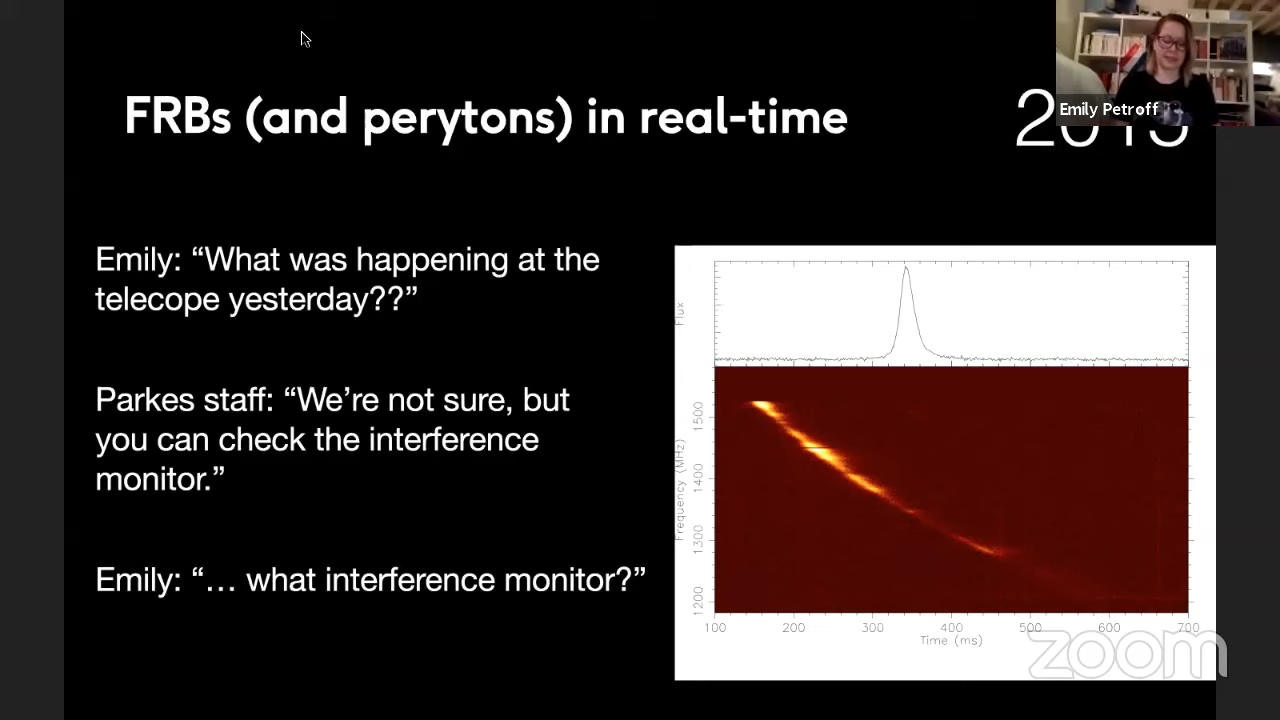 Emily Petroff
FRBs (and perytons) in real-time
2015
Emily: “What was happening at the
telecope yesterday??”
Parkes staff: “We’re not sure, but
you can check the interference
monitor.”
Emily: “… what interference monitor?”
Flux
Frequency (MHz)
1500
1400
1300
1200
100 200 300 400 500 600 700
Time (ms)
zoom